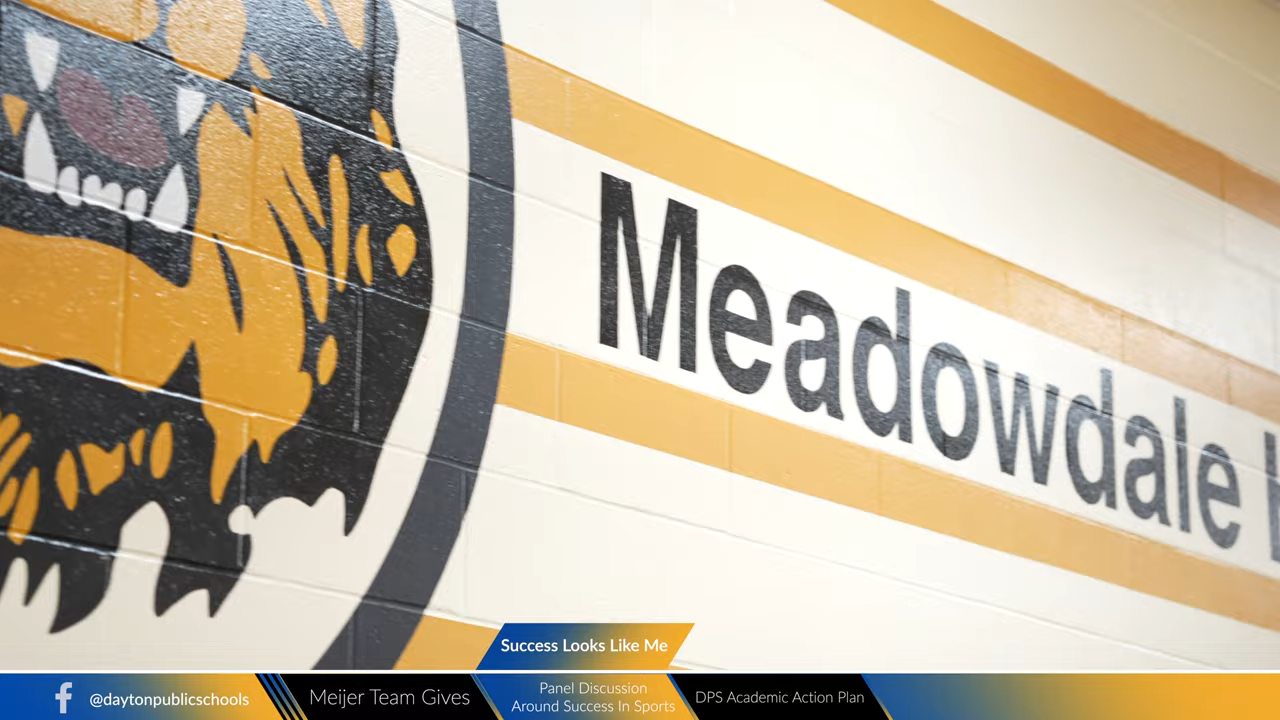 Meadowdale
Success Looks Like Me
@daytonpublicschools
Meijer Team Gives
Panel Discussion
Around Success In Sports
DPS Academic Action Plan